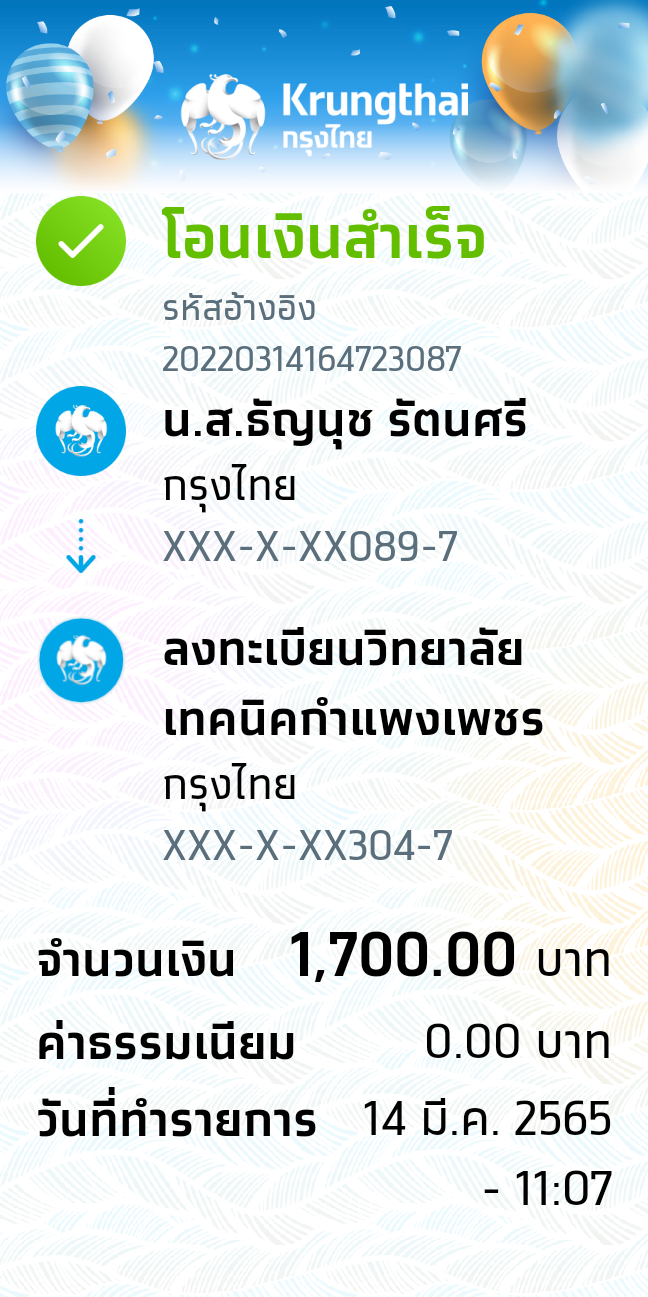 Krungthai
กรุงไทย
โอนเงินสำเร็จ
รหัสอ้างอิง
20220314164723087
น.ส.ธัญนุช รัตนศรี
กรุงไทย
XXX-X-XX089-7
ลงทะเบียนวิทยาลัย
เทคนิคกำแพงเพชร
กรุงไทย
XXX-X-XX304-7
จำนวนเงิน 1,700.00 บาท
ค่าธรรมเนียม 0.00 บาท
วันที่ทำรายการ 14 มี.ค. 2565
- 11:07